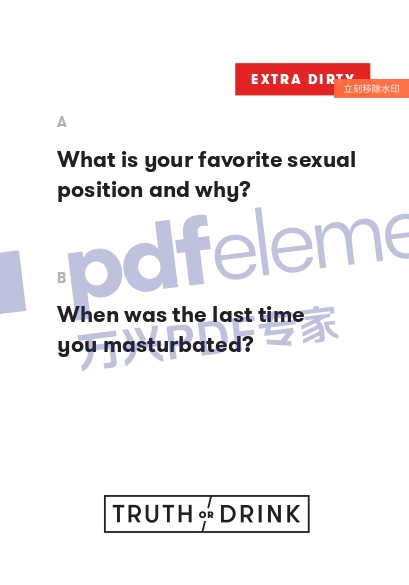 EXTRA DIRTY
立刻移除水印
A
What is your favorite sexual
position and why?
pdfeleme
B
When was the last time
万兴PDF专家
you masturbated?
TRUTH OR DRINK